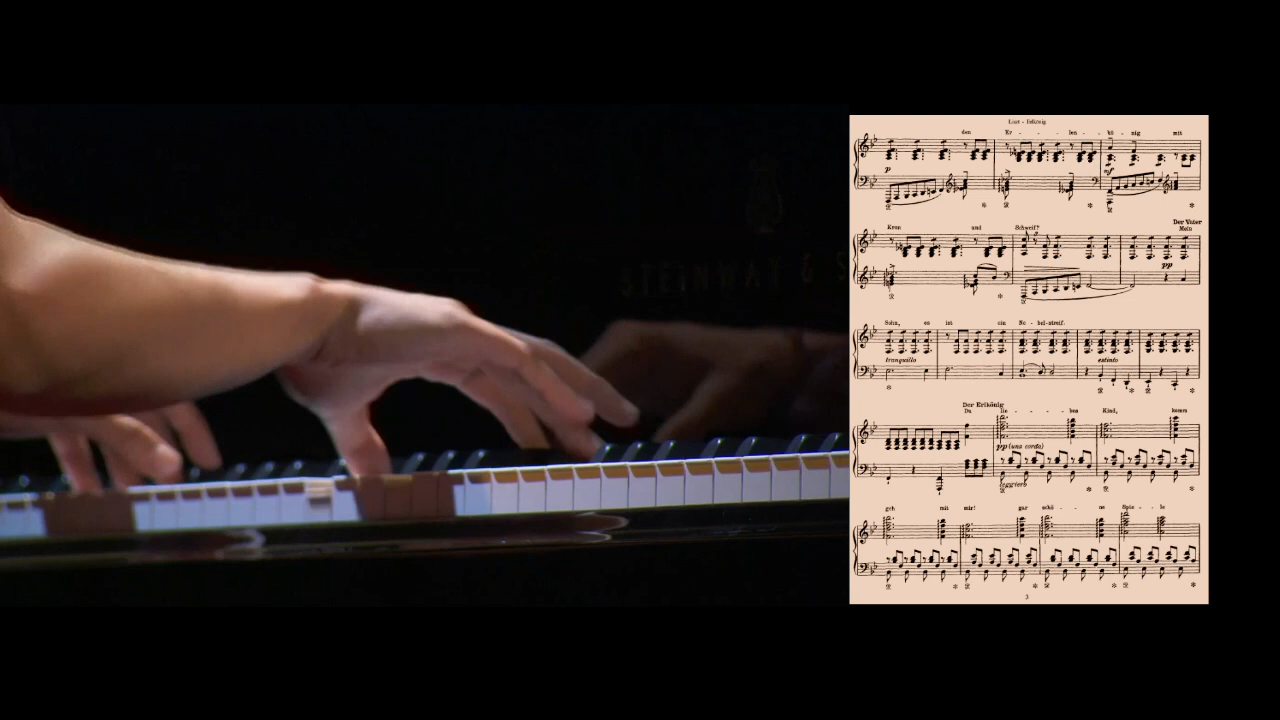 STEINWAY & S
Liszt - Erlkönig
den Er - - - len - kö - nig mit
p
mf
Kron und Schweif?
Der Vater
Mein
pp
Sohn, es ist ein Ne - bel-streif.
tranquillo
estinto
Der Erlkönig
Du lie - - - bes Kind, komm
pp (una corda)
leggiero
geh mit mir! gar schö - - ne Spie - - le
3